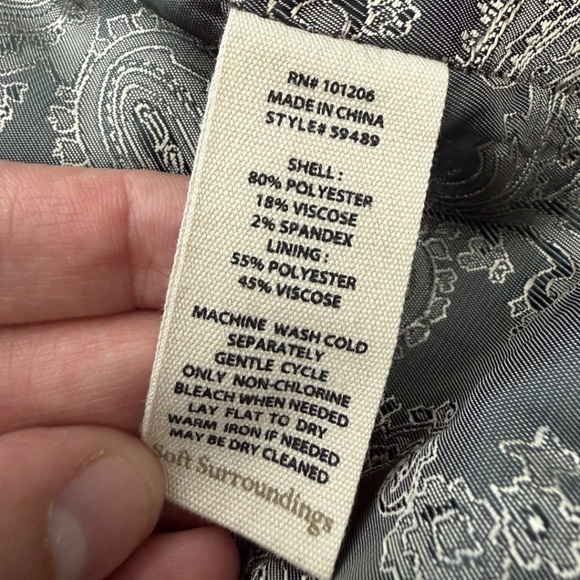 RN# 101206
MADE IN CHINA
STYLE# 59489
SHELL :
80% POLYESTER
18% VISCOSE
2% SPANDEX
LINING :
55% POLYESTER
45% VISCOSE
MACHINE WASH COLD
SEPARATELY
GENTLE CYCLE
ONLY NON-CHLORINE
BLEACH WHEN NEEDED
LAY FLAT TO DRY
WARM IRON IF NEEDED
MAY BE DRY CLEANED
Soft Surroundings